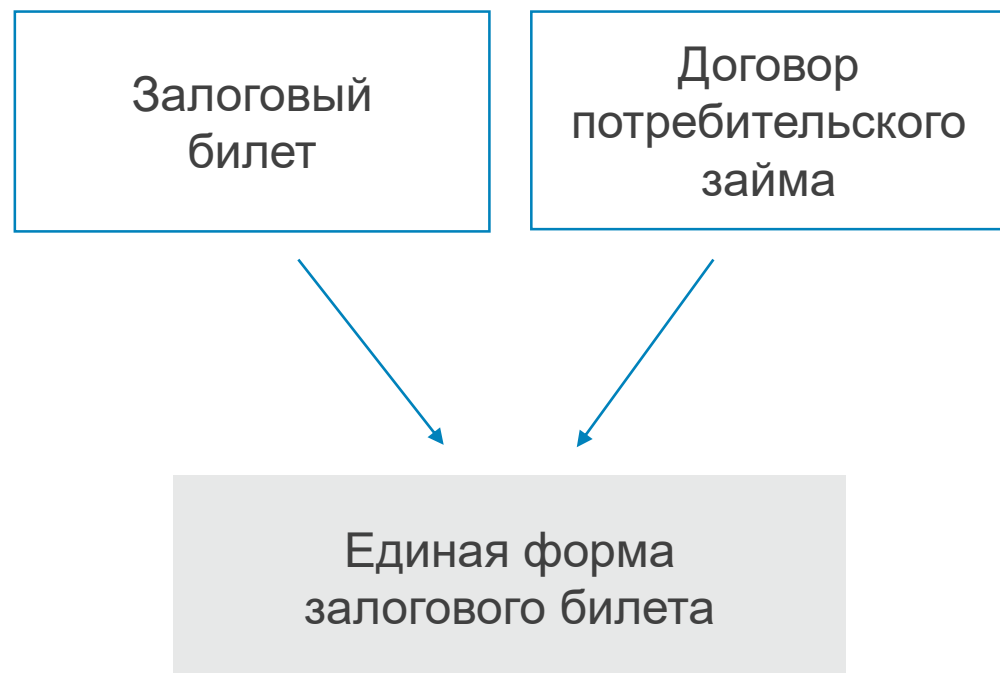 Залоговый
билет
Договор
потребительского
займа
Единая форма
залогового билета